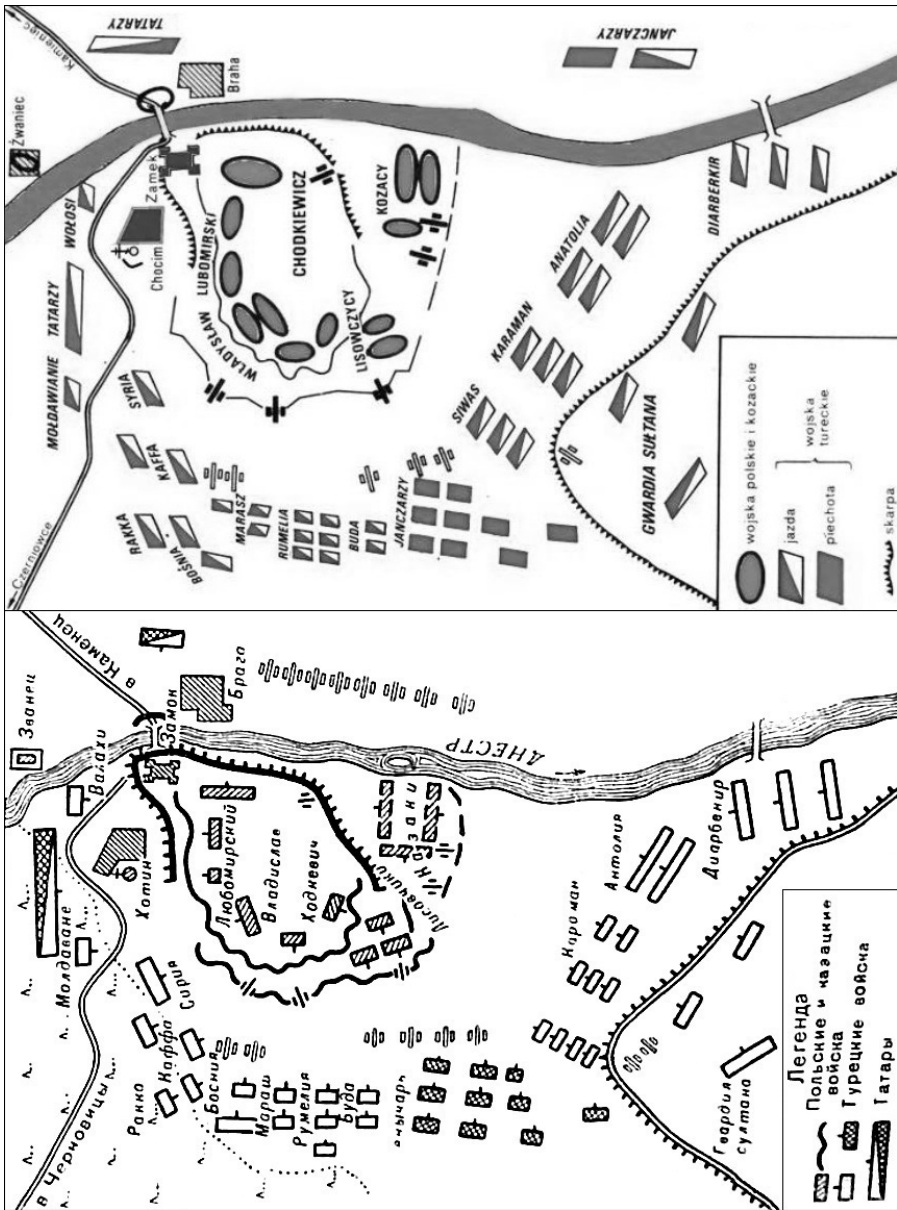 Kamieniec
TATARZY
JANCZARZY
Żwaniec
Braha
Zamek
WOŁOSI
Chocim
LUBOMIRSKI
CHODKIEWICZ
KOZACY
DIARBERKIR
TATARZY
MOŁDAWIANIE
WŁADYSŁAW
LISOWCZYCY
ANATOLIA
KARAMAN
SYRIA
SIWAS
KAFFA
RAKKA
BOŚNIA
MARASZ
RUMELIA
BUDA
JANCZARZY
GWARDIA SUŁTANA
Czerniowce
wojska polskie i kozackie
jazda
piechota
wojska
tureckie
skarpa
Званец
в Каменец
Брага
Замок
Валахи
ДНЕСТР
Хотин
Любомирский
Владислав
Ходкевич
Казаки
Лисовчики
Молдаване
Сирия
Каффа
Ракка
Босния
Мараш
Румелия
Буда
янычары
Караман
Антолия
Диарбекир
Гвардия
султана
в Черновицы
Легенда
Польские и казацкие
войска
Турецкие войска
Татары